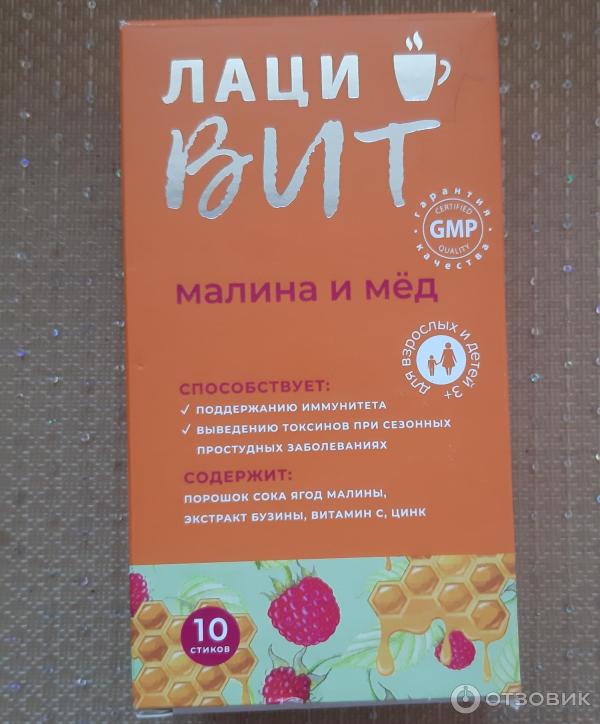 ЛАЦИ
ВИТ
• гарантия •
CERTIFIED
GMP
QUALITY
качества
малина и мёд
для взрослых и детей 3+
СПОСОБСТВУЕТ:
✓ ПОДДЕРЖАНИЮ ИММУНИТЕТА
✓ ВЫВЕДЕНИЮ ТОКСИНОВ ПРИ СЕЗОННЫХ
ПРОСТУДНЫХ ЗАБОЛЕВАНИЯХ
СОДЕРЖИТ:
ПОРОШОК СОКА ЯГОД МАЛИНЫ,
ЭКСТРАКТ БУЗИНЫ, ВИТАМИН С, ЦИНК
10
СТИКОВ
ОТЗОВИК